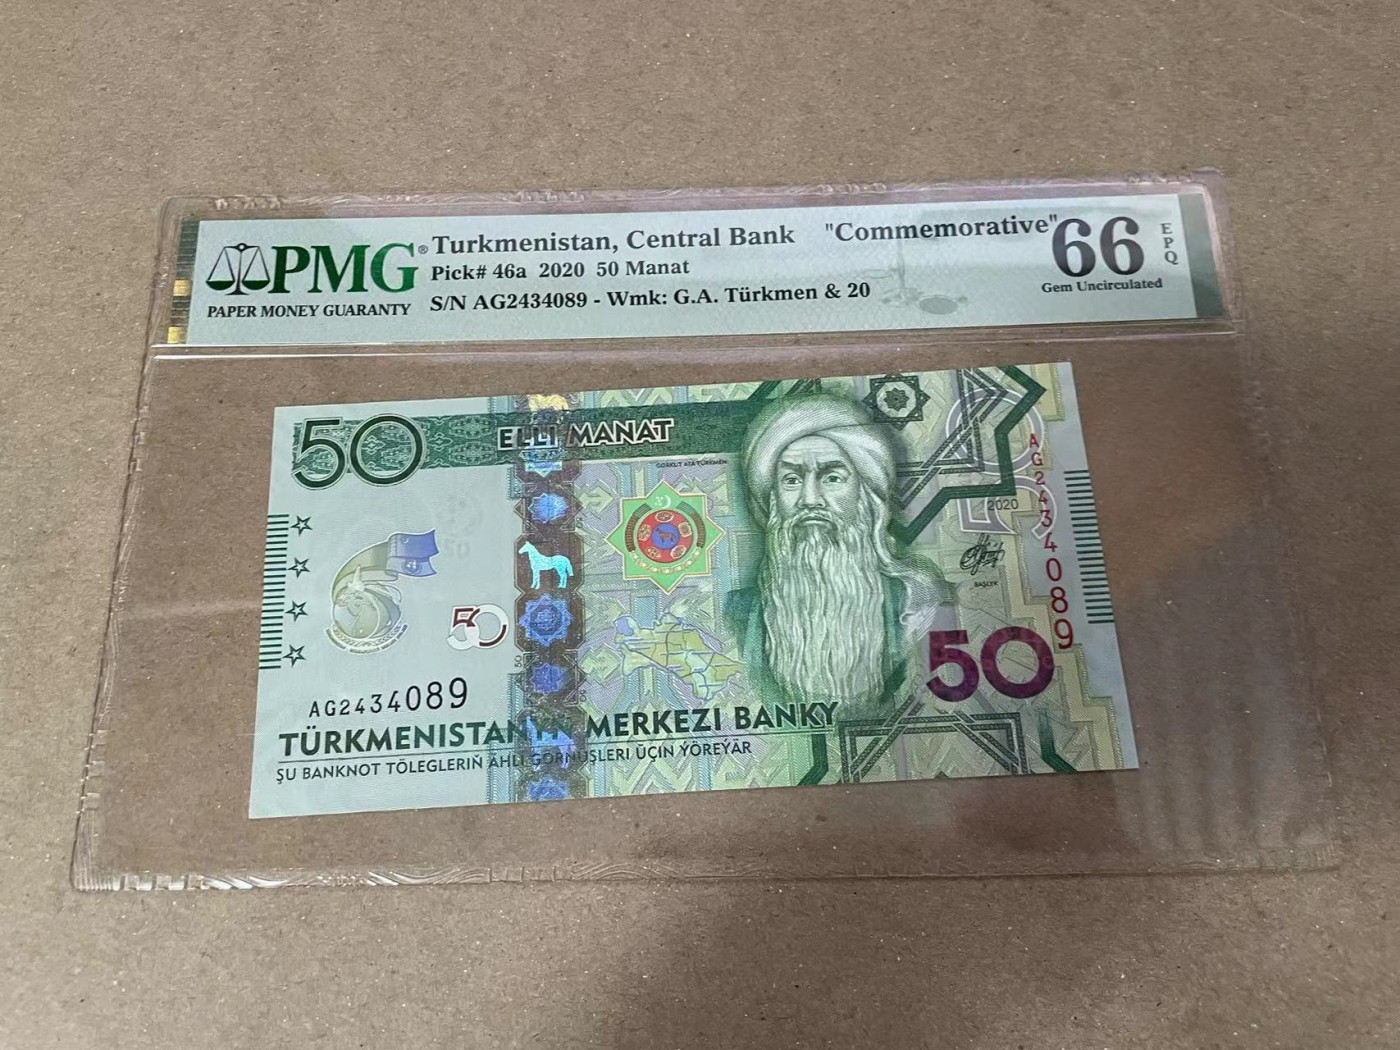 PMG® Turkmenistan, Central Bank "Commemorative" 66 EPQ
Pick# 46a 2020 50 Manat
Gem Uncirculated
PAPER MONEY GUARANTY S/N AG2434089 - Wmk: G.A. Türkmen & 20
50 ELLI MANAT
GORKUT ATA TÜRKMEN
AG2434089
2020
BAŞLYK
50
50
AG2434089
TÜRKMENISTANYŇ MERKEZI BANKY
ŞU BANKNOT TÖLEGLERIŇ ÄHLI GÖRNÜŞLERI ÜÇIN ÝÖREÝÄR